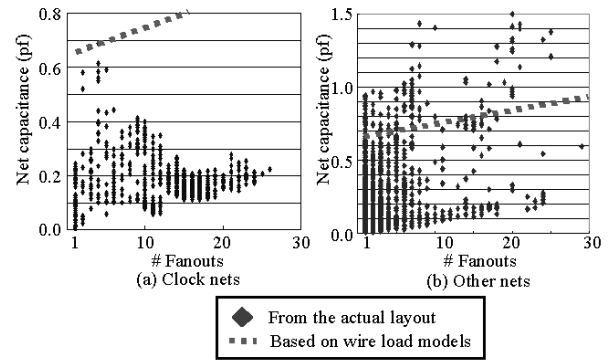 Net capacitance (pf)
0.8
0.6
0.4
0.2
0.0
1
10
20
30
# Fanouts
(a) Clock nets
Net capacitance (pf)
1.5
1.0
0.5
0.0
1
10
20
30
# Fanouts
(b) Other nets
From the actual layout
Based on wire load models